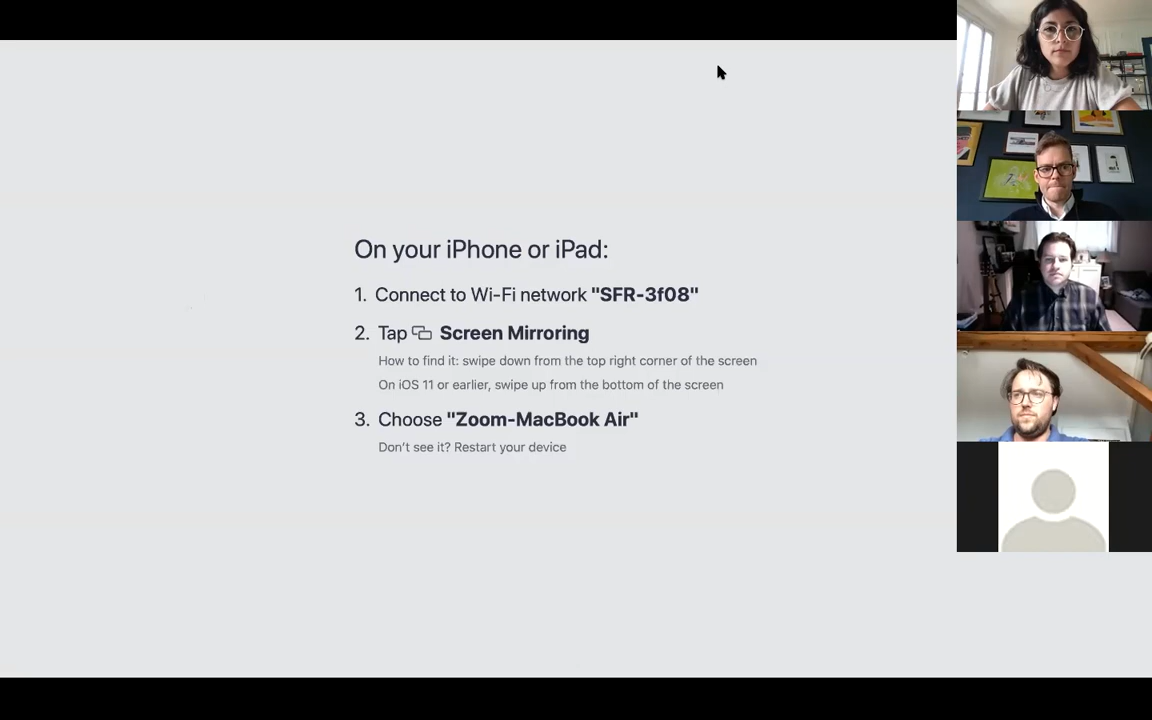 On your iPhone or iPad:
1. Connect to Wi-Fi network "SFR-3f08"
2. Tap Screen Mirroring
How to find it: swipe down from the top right corner of the screen
On iOS 11 or earlier, swipe up from the bottom of the screen
3. Choose "Zoom-MacBook Air"
Don't see it? Restart your device